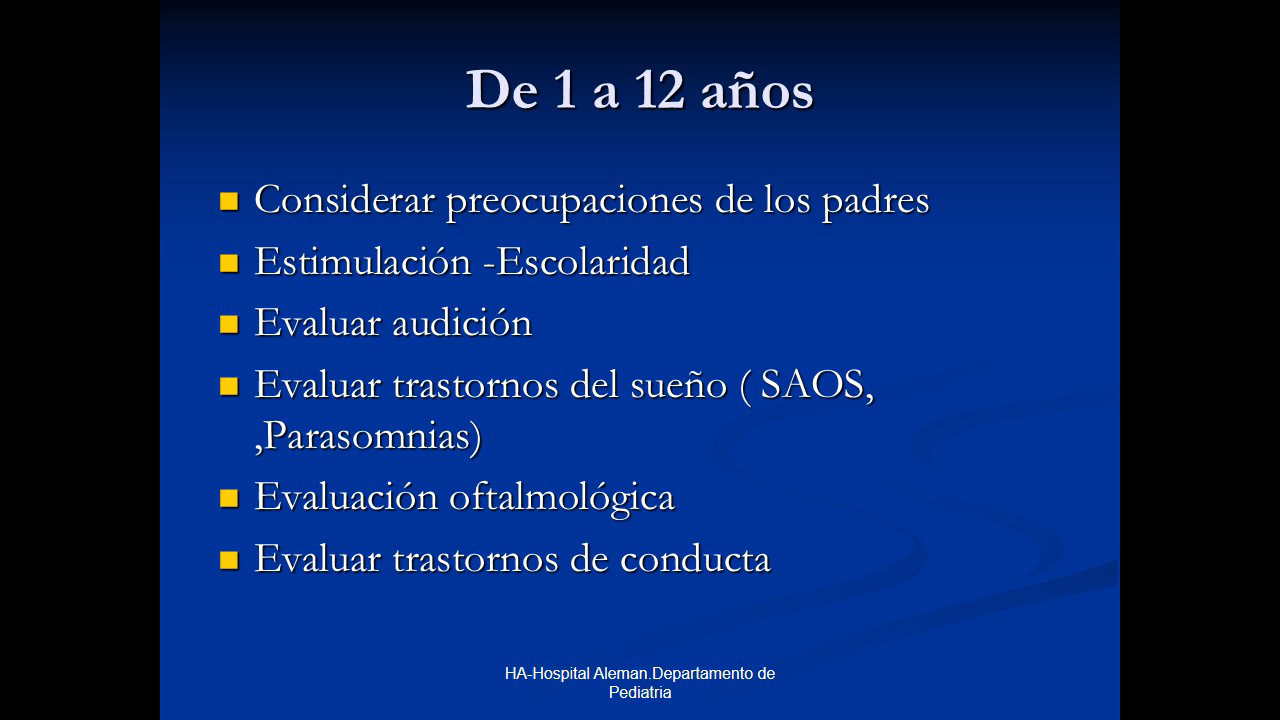 De 1 a 12 años
Considerar preocupaciones de los padres
Estimulación -Escolaridad
Evaluar audición
Evaluar trastornos del sueño ( SAOS,
,Parasomnias)
Evaluación oftalmológica
Evaluar trastornos de conducta
HA-Hospital Aleman.Departamento de
Pediatria